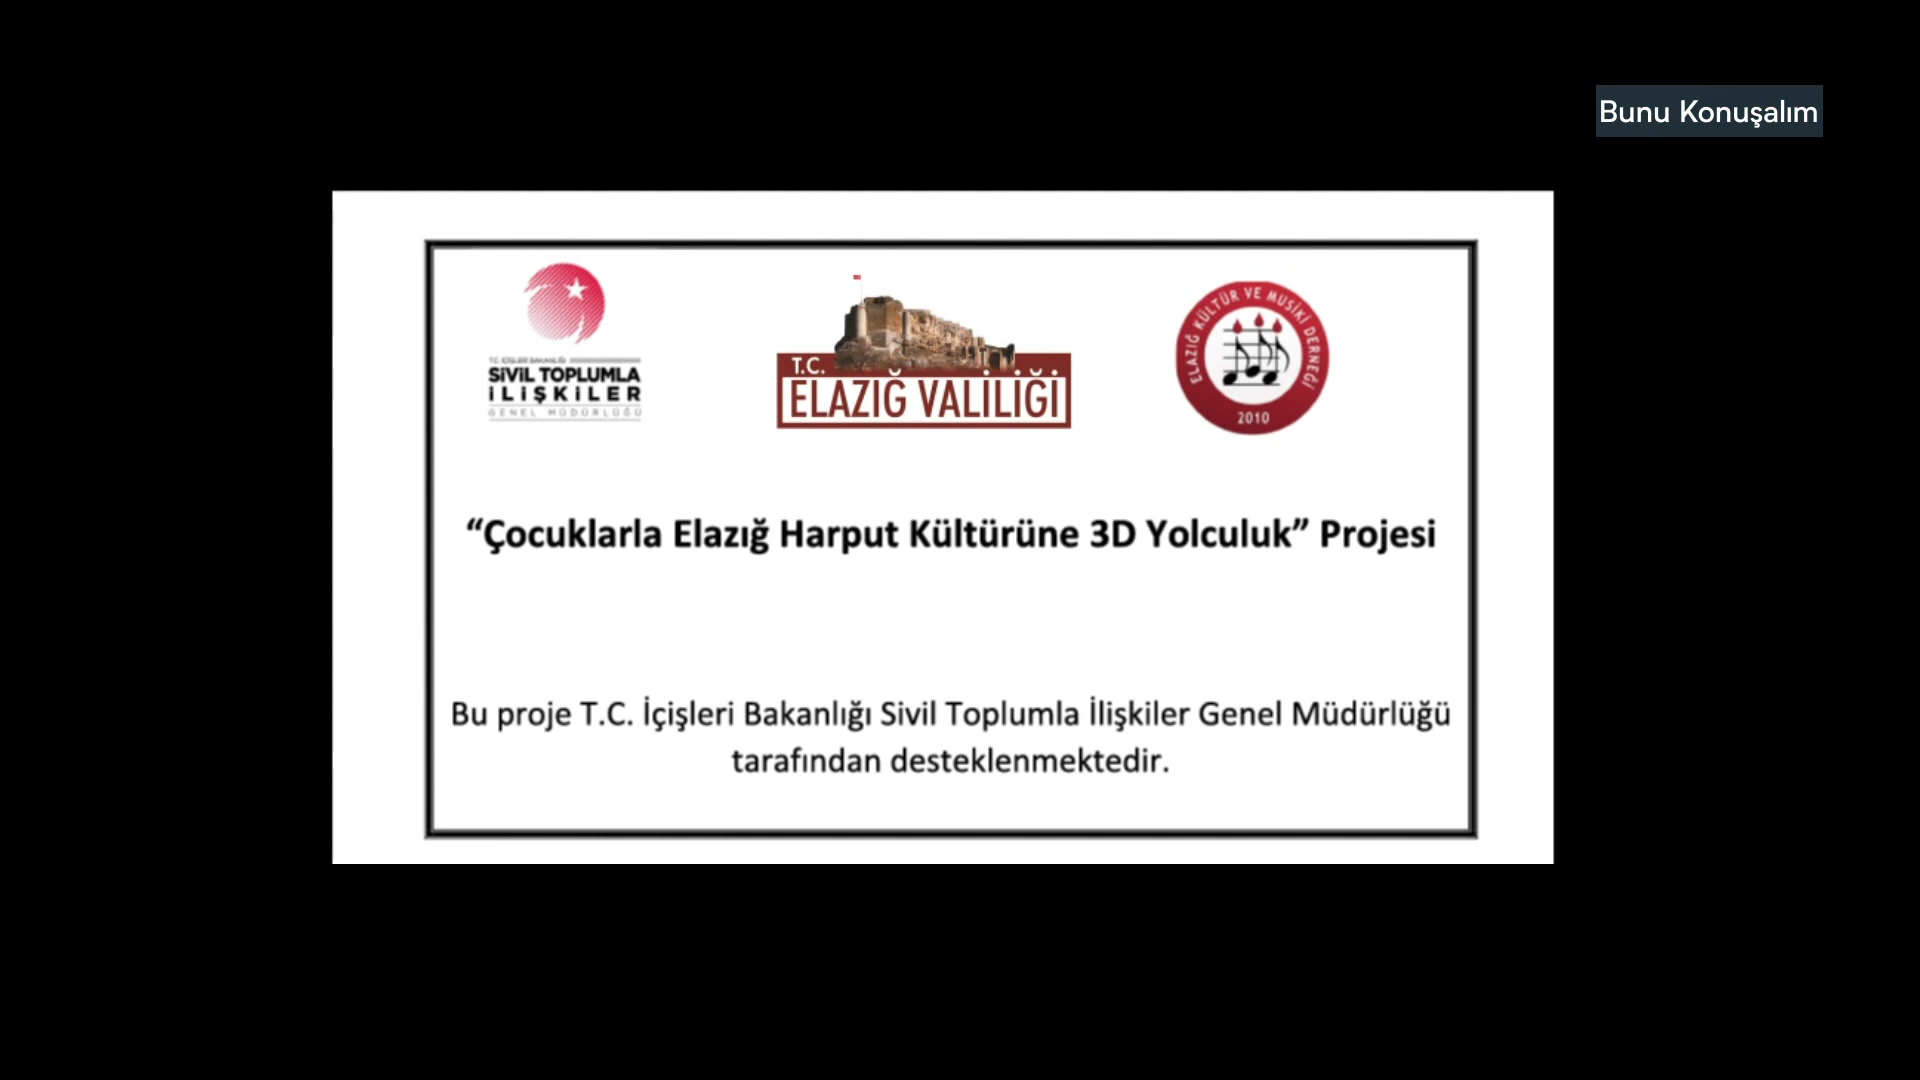 Bunu Konuşalım
T.C. İÇİŞLERİ BAKANLIĞI
SİVİL TOPLUMLA
İLİŞKİLER
GENEL MÜDÜRLÜĞÜ
T.C.
ELAZIĞ VALİLİĞİ
ELAZIĞ KÜLTÜR VE MUSİKİ DERNEĞİ
2010
“Çocuklarla Elazığ Harput Kültürüne 3D Yolculuk” Projesi
Bu proje T.C. İçişleri Bakanlığı Sivil Toplumla İlişkiler Genel Müdürlüğü
tarafından desteklenmektedir.